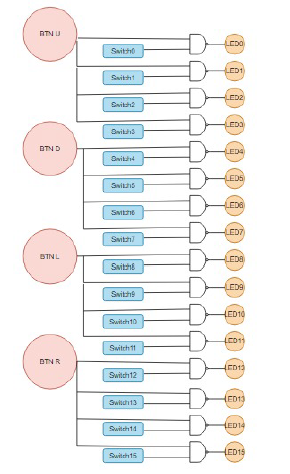 BTN U
LED0
Switch0
LED1
Switch1
LED2
Switch2
LED3
Switch3
BTN D
LED4
Switch4
LED5
Switch5
LED6
Switch6
LED7
Switch7
BTN L
LED8
Switch8
LED9
Switch9
LED10
Switch10
LED11
Switch11
BTN R
LED12
Switch12
LED13
Switch13
LED14
Switch14
LED15
Switch15